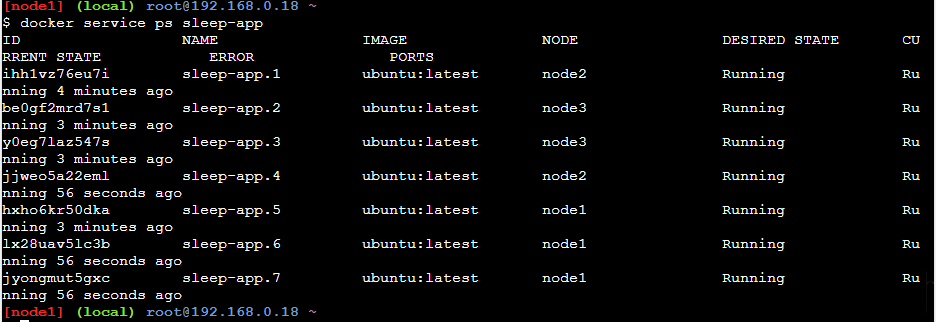 [node1] (local) root@192.168.0.18 ~
$ docker service ps sleep-app
ID NAME IMAGE NODE DESIRED STATE CU
RRENT STATE ERROR PORTS
ihh1vz76eu7i sleep-app.1 ubuntu:latest node2 Running Ru
nning 4 minutes ago
be0gf2mrd7s1 sleep-app.2 ubuntu:latest node3 Running Ru
nning 3 minutes ago
y0eg7laz547s sleep-app.3 ubuntu:latest node3 Running Ru
nning 3 minutes ago
jjweo5a22eml sleep-app.4 ubuntu:latest node2 Running Ru
nning 56 seconds ago
hxho6kr50dka sleep-app.5 ubuntu:latest node1 Running Ru
nning 3 minutes ago
lx28uav5lc3b sleep-app.6 ubuntu:latest node1 Running Ru
nning 56 seconds ago
jyongmut5gxc sleep-app.7 ubuntu:latest node1 Running Ru
nning 56 seconds ago
[node1] (local) root@192.168.0.18 ~